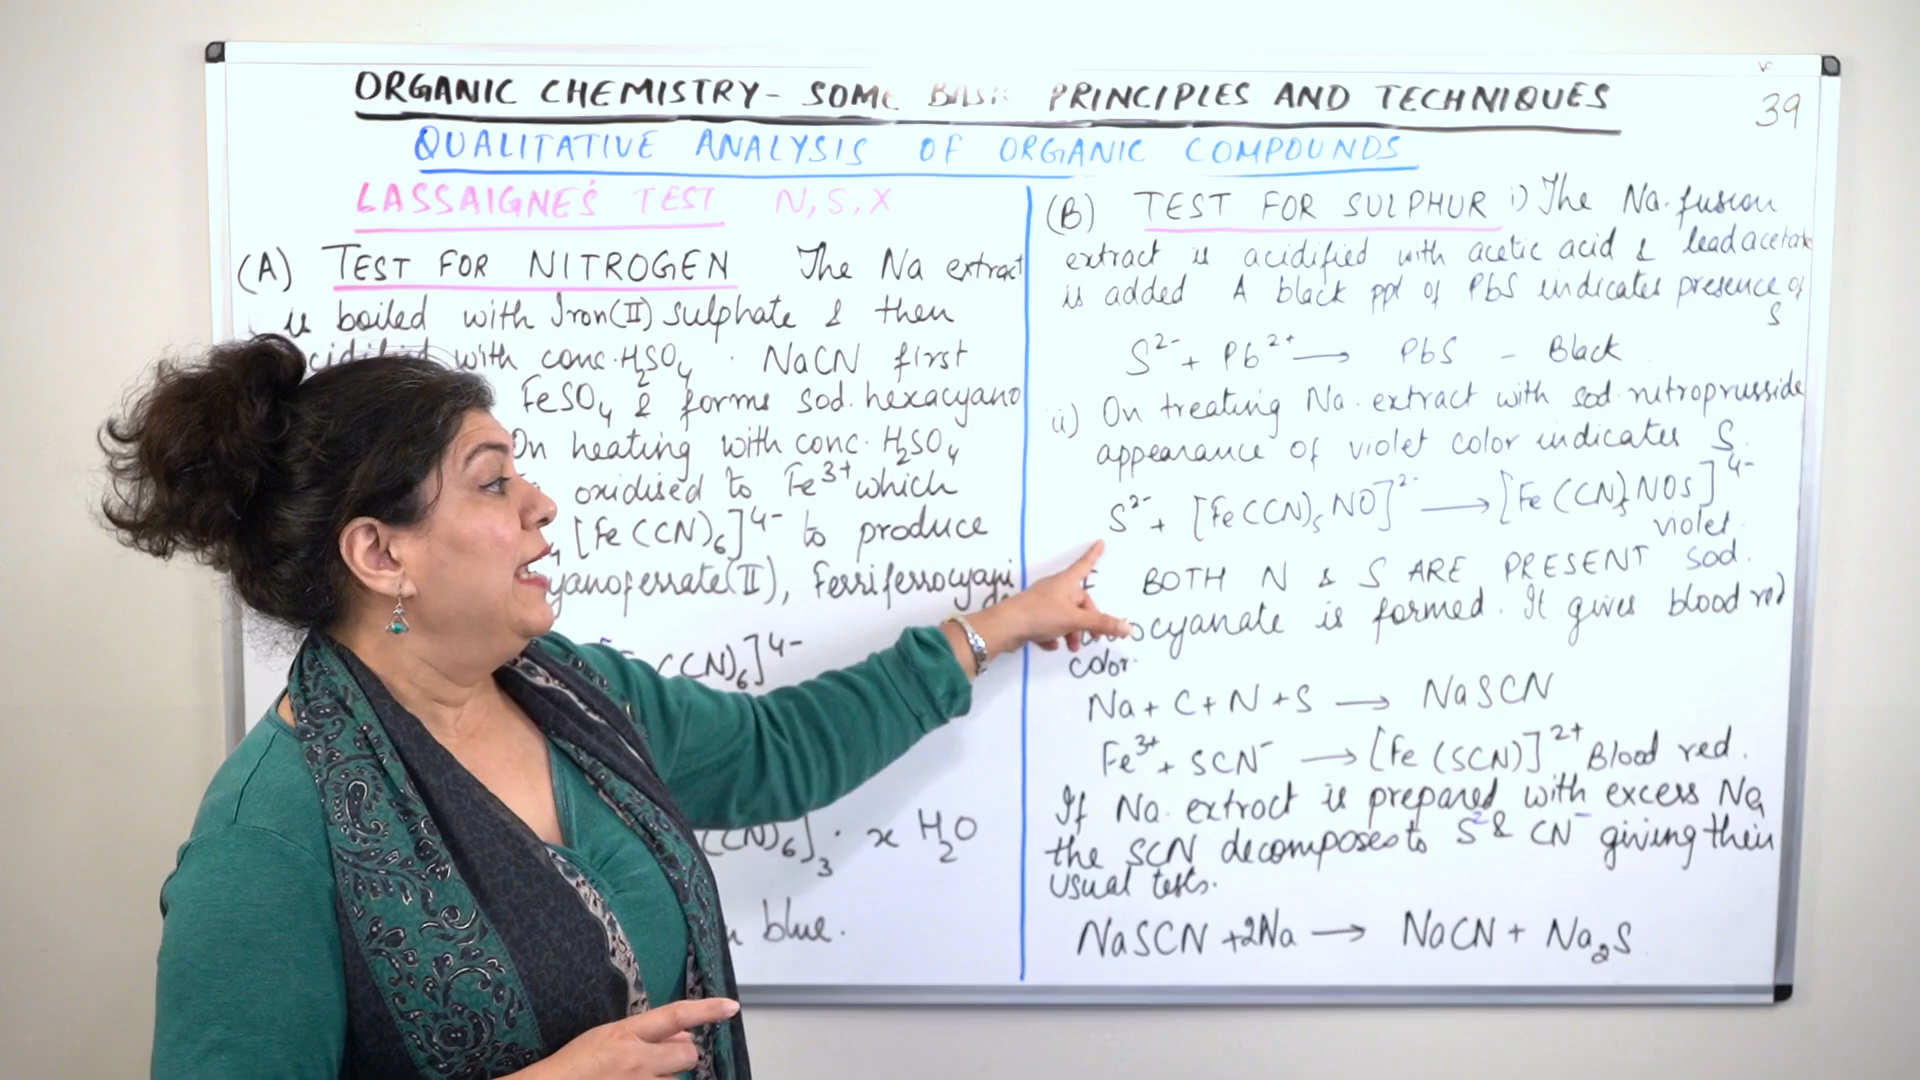 ORGANIC CHEMISTRY- SOME BASIC PRINCIPLES AND TECHNIQUES
39
QUALITATIVE ANALYSIS OF ORGANIC COMPOUNDS
LASSAIGNE'S TEST N, S, X
(A) TEST FOR NITROGEN The Na extract
is boiled with Iron(II) sulphate & then
with conc. H₂SO₄. NaCN first
FeSO₄ & forms sod. hexacyano
On heating with conc. H₂SO₄
oxidised to Fe³⁺ which
[Fe(CN)₆]⁴⁻ to produce
yanoferrate(II), Ferriferrocyani
de
(CN)₆]⁴⁻
(CN)₆]₃. x H₂O
blue.
(B) TEST FOR SULPHUR i) The Na. fusion
extract is acidified with acetic acid & lead acetate
is added. A black ppt of PbS indicates presence of
S
S²⁻ + Pb²⁺ → PbS - Black
ii) On treating Na. extract with sod. nitroprusside
appearance of violet color indicates S.
S²⁻ + [Fe(CN)₅NO]²⁻ → [Fe(CN)₅NOS]⁴⁻
violet.
BOTH N & S ARE PRESENT sod.
ocyanate is formed. It gives blood red
color.
Na + C + N + S → NaSCN
Fe³⁺ + SCN⁻ → [Fe(SCN)]²⁺ Blood red.
If Na. extract is prepared with excess Na,
the SCN decomposes to S²⁻ & CN⁻ giving their
usual tests.
NaSCN + 2Na → NaCN + Na₂S